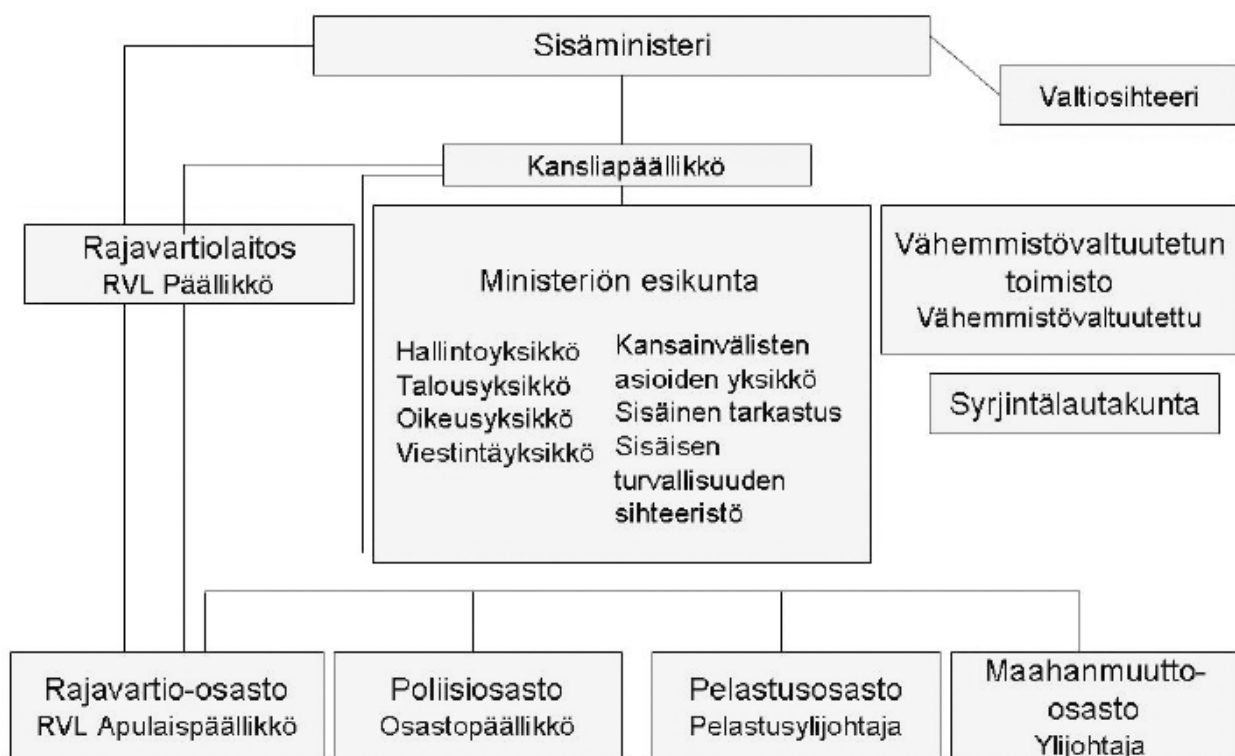 Sisäministeri
Valtiosihteeri
Kansliapäällikkö
Rajavartiolaitos
RVL Päällikkö
Ministeriön esikunta
Hallintoyksikkö
Talousyksikkö
Oikeusyksikkö
Viestintäyksikkö
Kansainvälisten
asioiden yksikkö
Sisäinen tarkastus
Sisäisen
turvallisuuden
sihteeristö
Vähemmistövaltuutetun
toimisto
Vähemmistövaltuutettu
Syrjintälautakunta
Rajavartio-osasto
RVL Apulaispäällikkö
Poliisiosasto
Osastopäällikkö
Pelastusosasto
Pelastusylijohtaja
Maahanmuutto-
osasto
Ylijohtaja